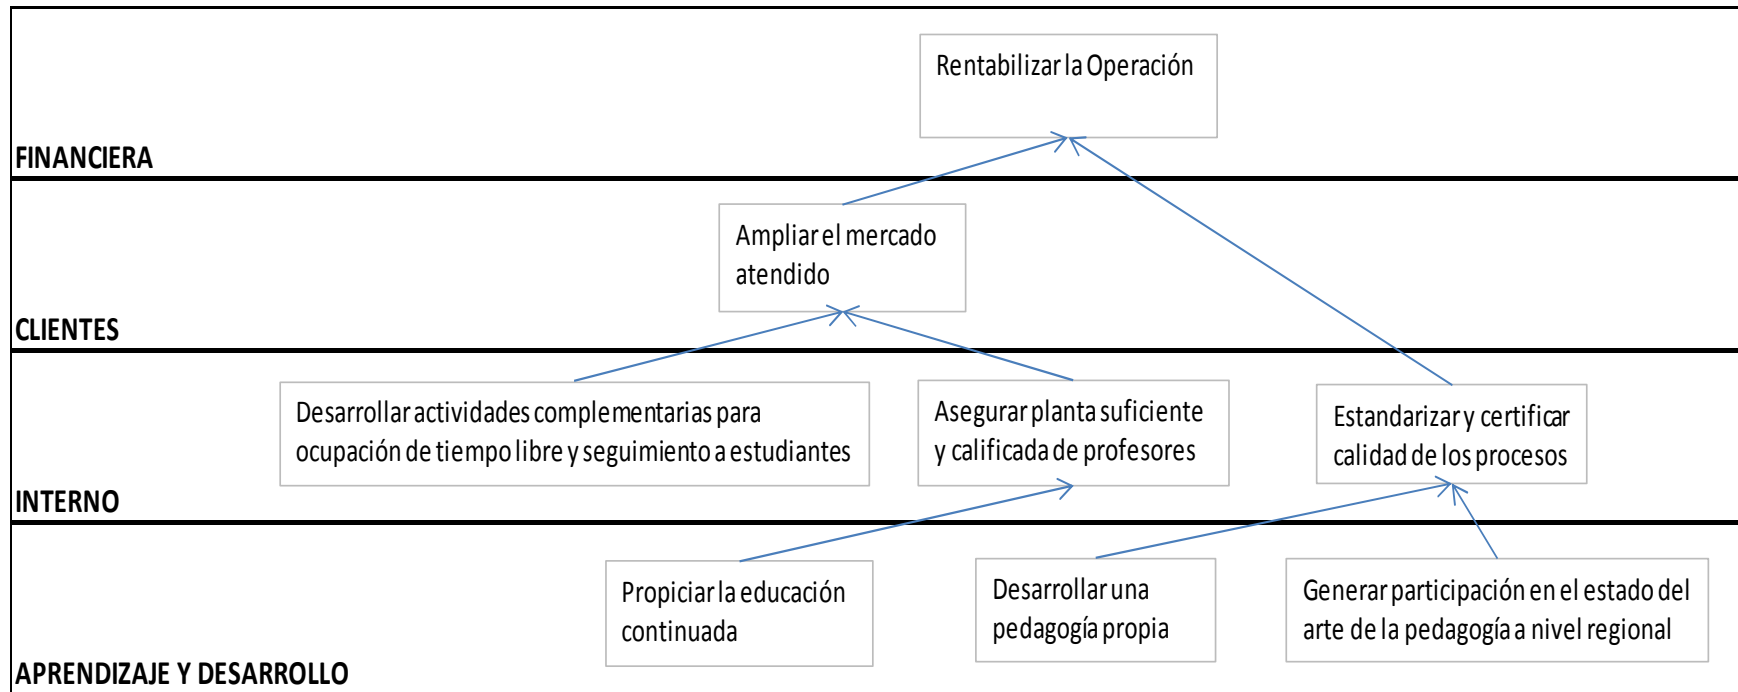 Rentabilizar la Operación
FINANCIERA
Ampliar el mercado
atendido
CLIENTES
Desarrollar actividades complementarias para
ocupación de tiempo libre y seguimiento a estudiantes
Asegurar planta suficiente
y calificada de profesores
Estandarizar y certificar
calidad de los procesos
INTERNO
Propiciar la educación
continuada
Desarrollar una
pedagogía propia
Generar participación en el estado del
arte de la pedagogía a nivel regional
APRENDIZAJE Y DESARROLLO